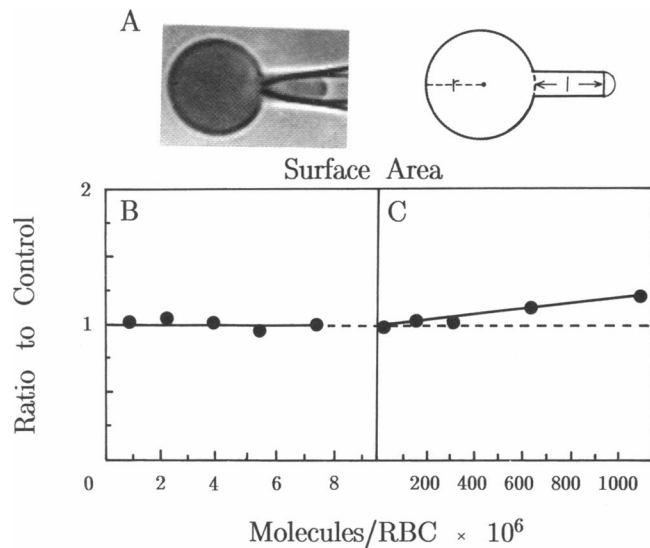 A
r
l
Surface Area
2
B
C
Ratio to Control
1
0 2 4 6 8 200 400 600 800 1000
Molecules/RBC × 10⁶